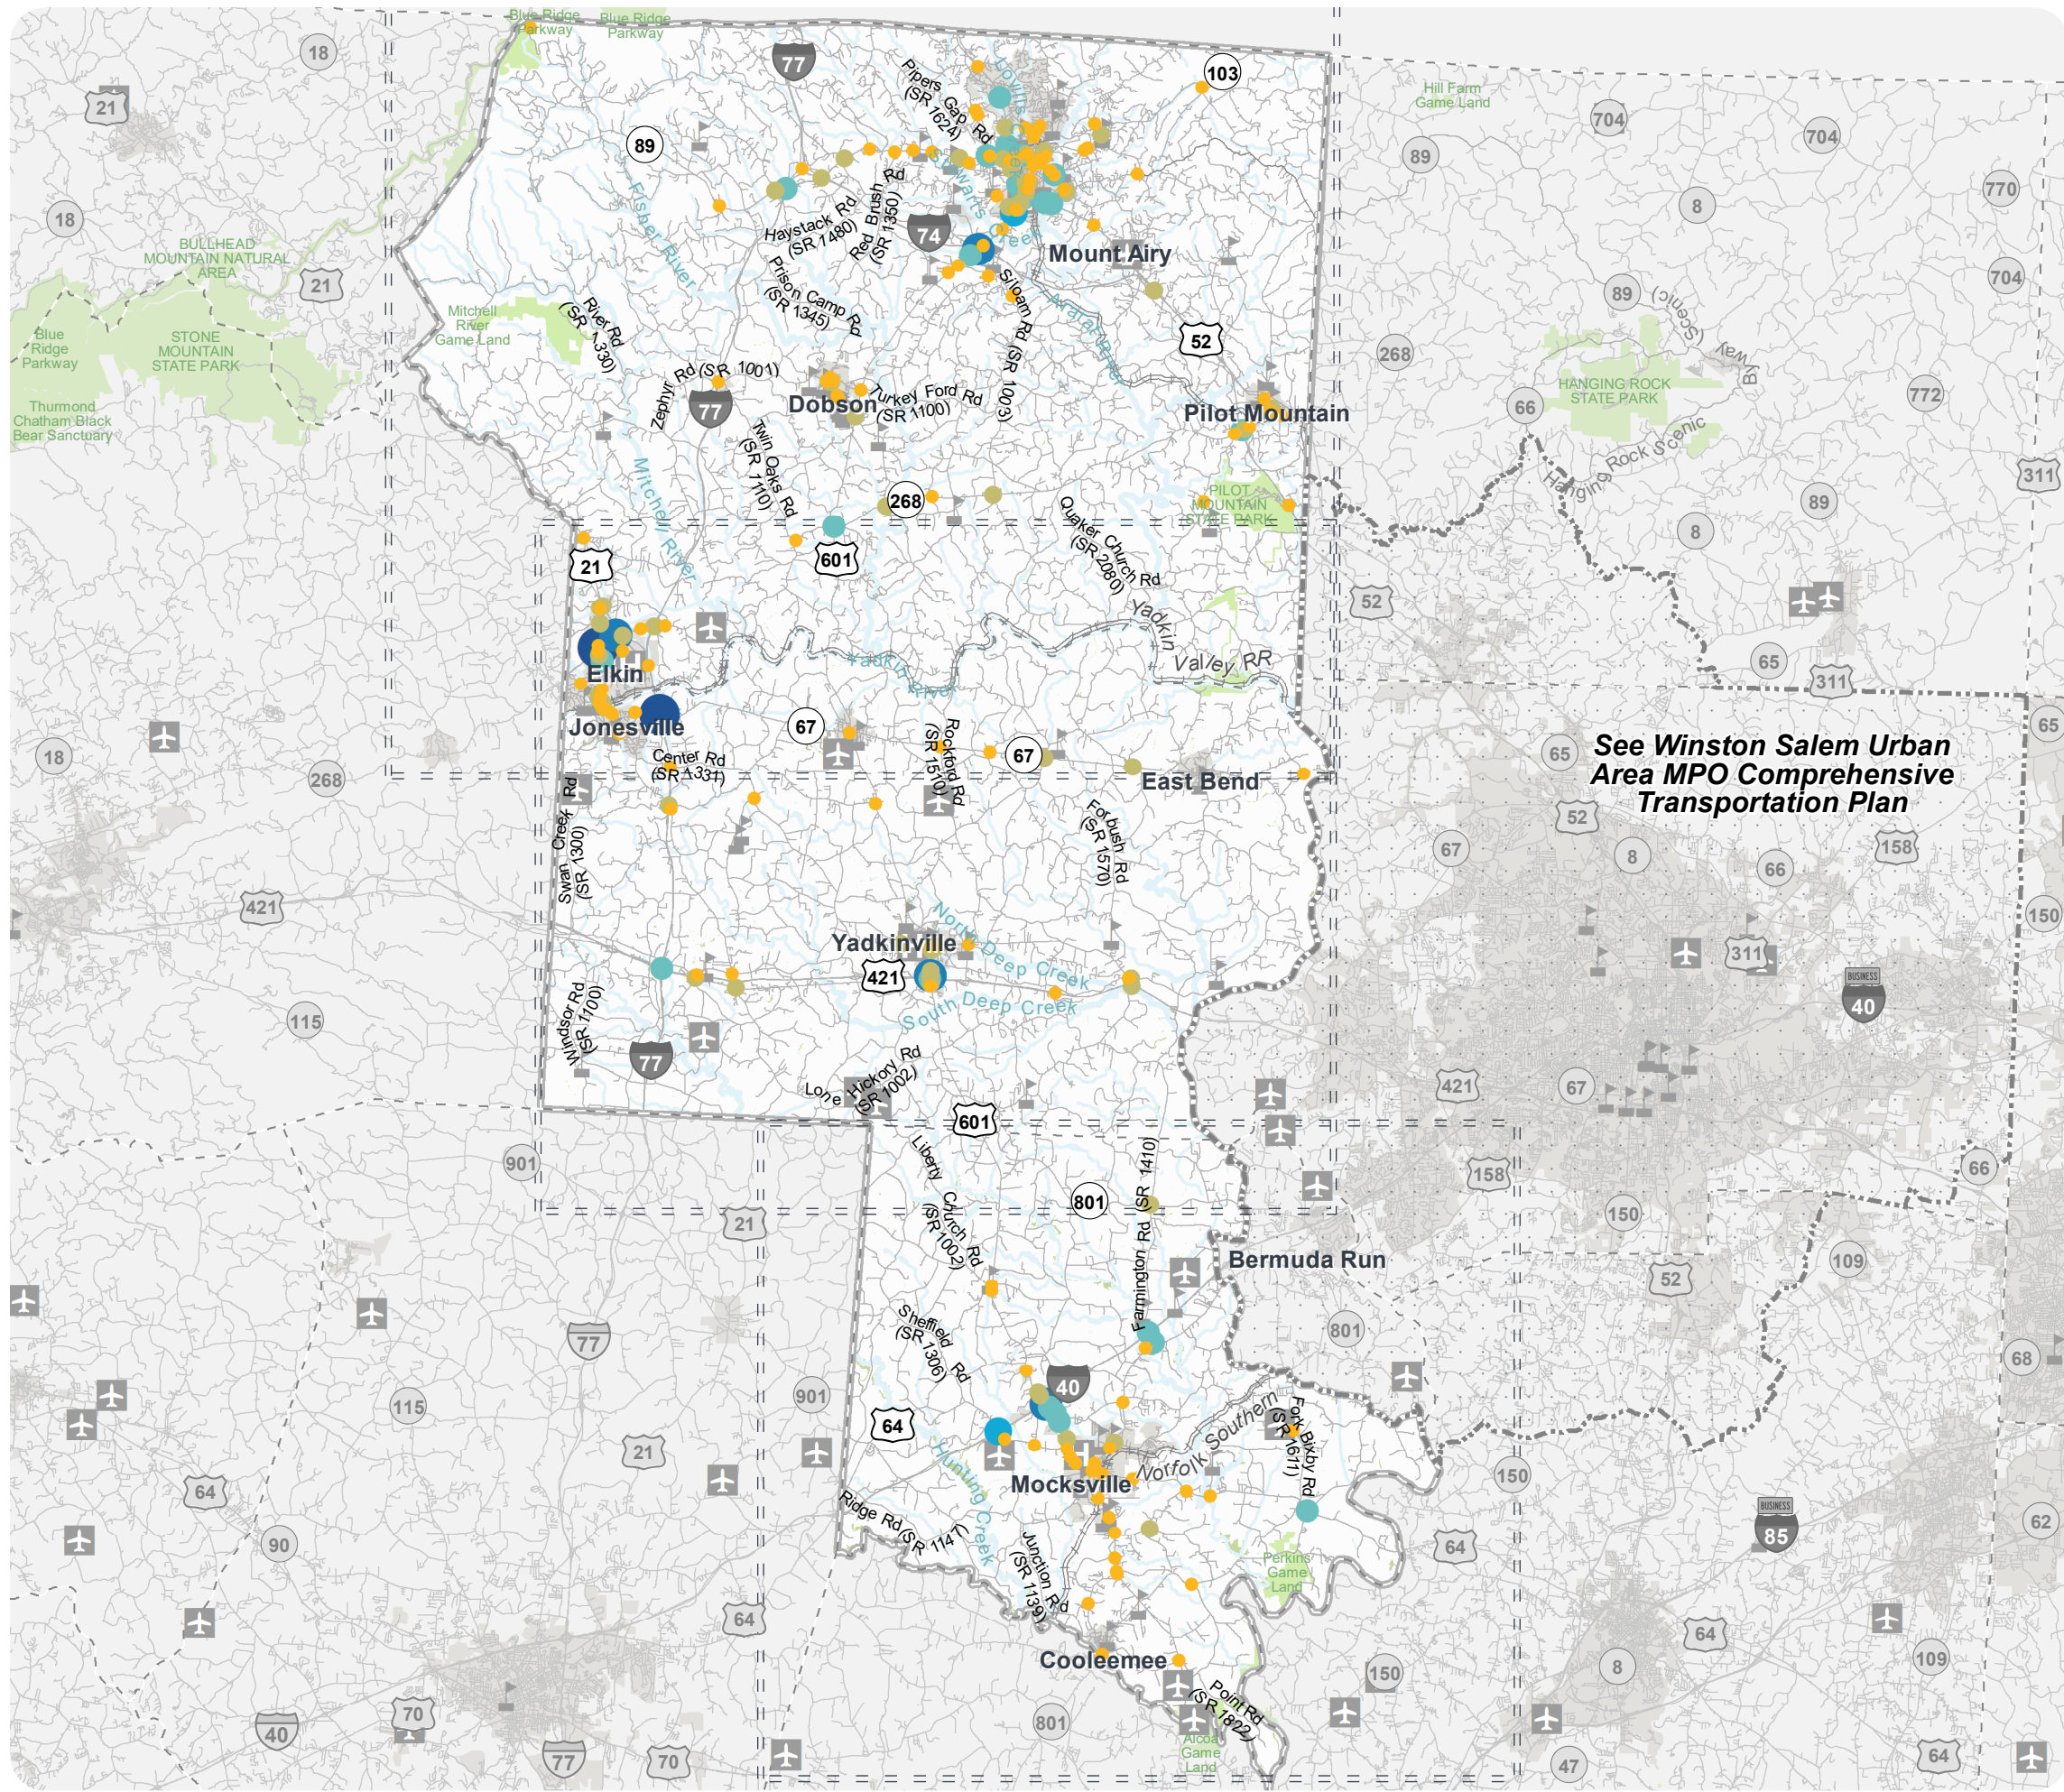 Blue Ridge
Parkway
Blue Ridge
Parkway
18
77
103
21
Pipers Gap Rd
(SR 1624)
Lovills Creek
Hill Farm
Game Land
704
704
89
89
Stewarts Creek
Fisher River
770
18
8
Haystack Rd
(SR 1480)
Red Brush Rd
(SR 1350)
74
Mount Airy
BULLHEAD
MOUNTAIN NATURAL
AREA
21
704
89
Prison Camp Rd
(SR 1345)
Siloam Rd (SR 1003)
Ararat River
River Rd
(SR 1330)
Mitchell
River
Game Land
Blue
Ridge
Parkway
STONE
MOUNTAIN
STATE PARK
52
268
Hanging Rock Scenic
Byway (Scenic)
HANGING ROCK
STATE PARK
772
66
Zephyr Rd (SR 1001)
77
Dobson
Turkey Ford Rd
(SR 1100)
Pilot Mountain
Thurmond
Chatham Black
Bear Sanctuary
Twin Oaks Rd
(SR 1110)
Mitchell River
311
268
PILOT
MOUNTAIN
STATE PARK
89
8
Quaker Church Rd
(SR 2080)
21
601
52
Yadkin
Valley RR
Yadkin River
65
311
Elkin
Jonesville
18
268
67
Rockford Rd
(SR 1510)
67
Center Rd
(SR 1331)
East Bend
65
65
See Winston Salem Urban
Area MPO Comprehensive
Transportation Plan
52
67
8
66
158
Swan Creek Rd
(SR 1300)
Forbush Rd
(SR 1570)
421
150
Yadkinville
North Deep Creek
421
South Deep Creek
311
BUSINESS
40
115
Windsor Rd
(SR 1100)
77
Lone Hickory Rd
(SR 1002)
421
67
601
901
Liberty Church Rd
(SR 1002)
158
66
801
Farmington Rd (SR 1410)
21
150
Bermuda Run
109
52
Sheffield Rd
(SR 1306)
77
801
68
40
901
115
64
21
Norfolk Southern
Fork Bixby Rd
(SR 1611)
Hunting Creek
Mocksville
150
64
BUSINESS
85
62
Ridge Rd (SR 1147)
90
Junction Rd
(SR 1139)
64
Perkins
Game
Land
64
64
Cooleemee
150
8
109
Point Rd
(SR 1822)
70
40
801
Alcoa
Game
Land
77
70
47
64